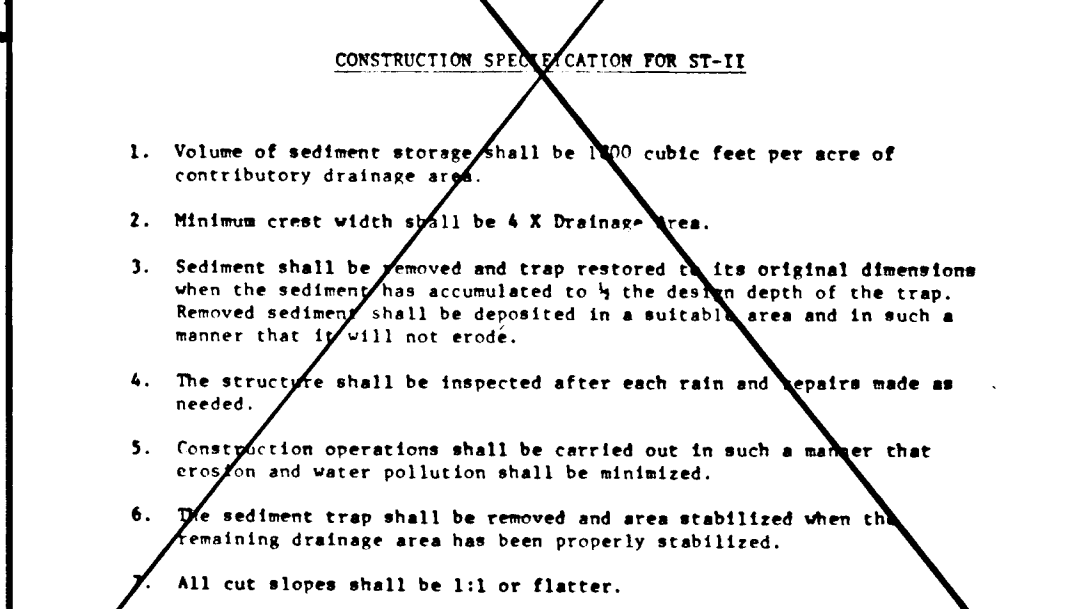 CONSTRUCTION SPECIFICATION FOR ST-II
1. Volume of sediment storage shall be 1800 cubic feet per acre of
contributory drainage area.
2. Minimum crest width shall be 4 X Drainage Area.
3. Sediment shall be removed and trap restored to its original dimensions
when the sediment has accumulated to ½ the design depth of the trap.
Removed sediment shall be deposited in a suitable area and in such a
manner that it will not erode.
4. The structure shall be inspected after each rain and repairs made as
needed.
5. Construction operations shall be carried out in such a manner that
erosion and water pollution shall be minimized.
6. The sediment trap shall be removed and area stabilized when the
remaining drainage area has been properly stabilized.
7. All cut slopes shall be 1:1 or flatter.